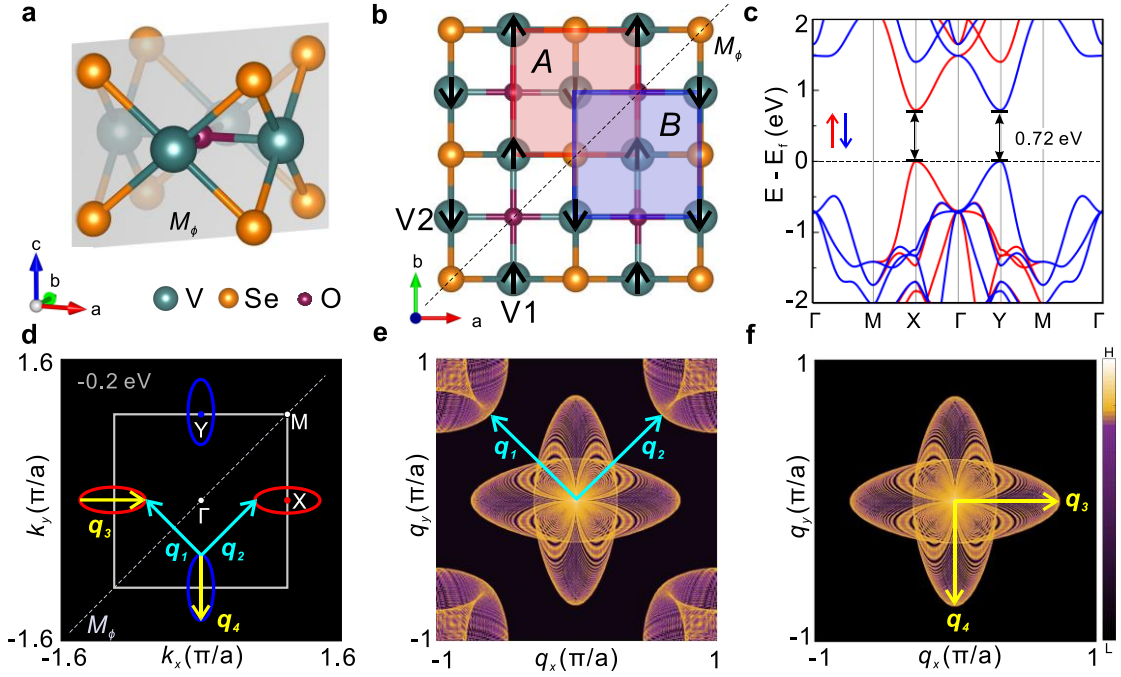 a
M_ϕ
c
b
a
V
Se
O
b
A
B
M_ϕ
V2
V1
b
a
c
E - E_f (eV)
2
1
0
-1
-2
0.72 eV
Γ M X Γ Y M Γ
d
1.6
-0.2 eV
Y
M
Γ
X
q_1
q_2
q_3
q_4
M_ϕ
k_y (π/a)
-1.6
-1.6
k_x (π/a)
1.6
e
1
q_1
q_2
q_y (π/a)
-1
-1
q_x (π/a)
1
f
1
q_3
q_4
q_y (π/a)
-1
-1
q_x (π/a)
1
H
L